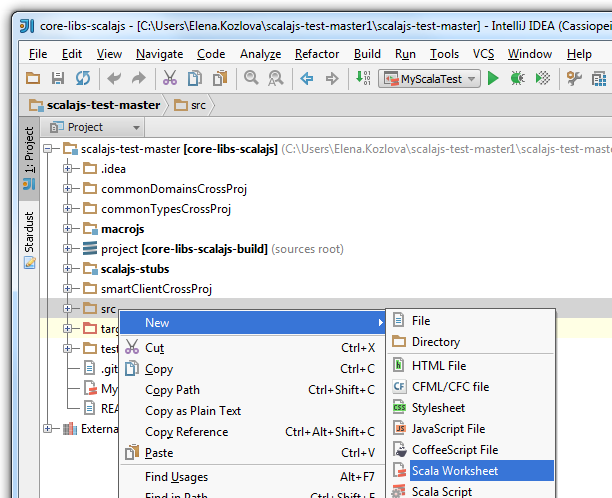 core-libs-scalajs - [C:\Users\Elena.Kozlova\scalajs-test-master1\scalajs-test-master] - IntelliJ IDEA (Cassiopei
File Edit View Navigate Code Analyze Refactor Build Run Tools VCS Window Help
MyScalaTest
scalajs-test-master src
1: Project
Stardust
Project
scalajs-test-master [core-libs-scalajs] (C:\Users\Elena.Kozlova\scalajs-test-master1\scalajs-test-mast
.idea
commonDomainsCrossProj
commonTypesCrossProj
macrojs
project [core-libs-scalajs-build] (sources root)
scalajs-stubs
smartClientCrossProj
src
targ
test
.git
My
REA
Externa
New
Cut Ctrl+X
Copy Ctrl+C
Copy Path Ctrl+Shift+C
Copy as Plain Text
Copy Reference Ctrl+Alt+Shift+C
Paste Ctrl+V
Find Usages Alt+F7
Find in Path Ctrl+Shift+F
File
Directory
HTML File
CFML/CFC file
Stylesheet
JavaScript File
CoffeeScript File
Scala Worksheet
Scala Script